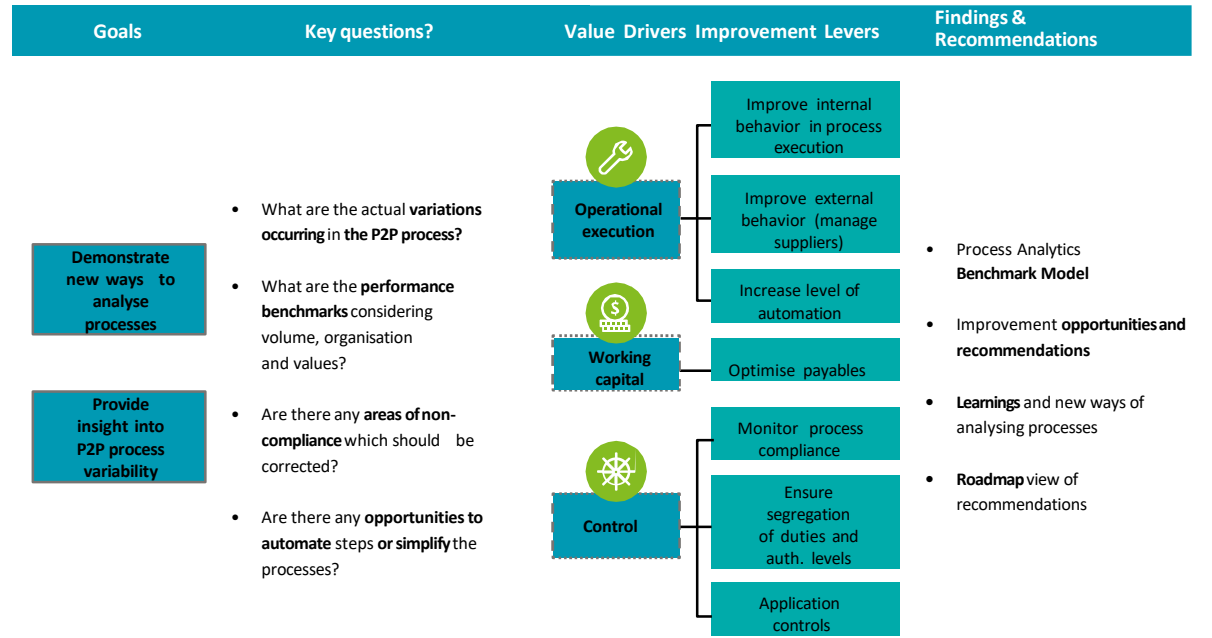 Goals
Key questions?
Value Drivers
Improvement Levers
Findings &
Recommendations
Demonstrate
new ways to
analyse
processes
Provide
insight into
P2P process
variability
• What are the actual variations
occurring in the P2P process?
• What are the performance
benchmarks considering
volume, organisation
and values?
• Are there any areas of non-
compliance which should be
corrected?
• Are there any opportunities to
automate steps or simplify the
processes?
Operational
execution
$
Working
capital
Control
Improve internal
behavior in process
execution
Improve external
behavior (manage
suppliers)
Increase level of
automation
Optimise payables
Monitor process
compliance
Ensure
segregation
of duties and
auth. levels
Application
controls
• Process Analytics
Benchmark Model
• Improvement opportunities and
recommendations
• Learnings and new ways of
analysing processes
• Roadmap view of
recommendations